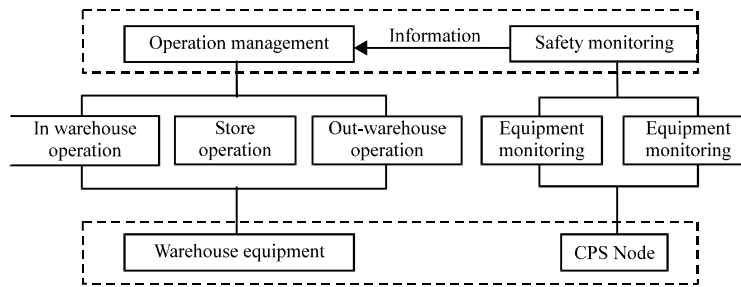 Operation management
Information
Safety monitoring
In warehouse
operation
Store
operation
Out-warehouse
operation
Equipment
monitoring
Equipment
monitoring
Warehouse equipment
CPS Node